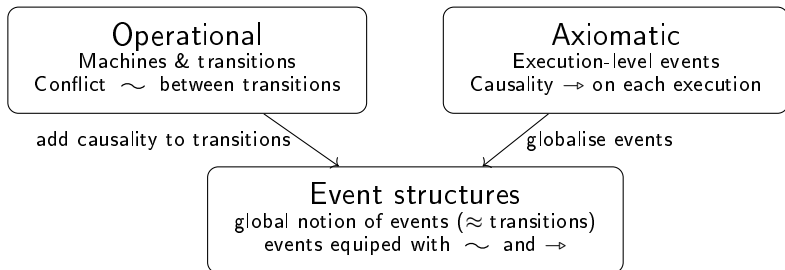 Operational
Machines & transitions
Conflict ∼ between transitions
Axiomatic
Execution-level events
Causality ⇾ on each execution
add causality to transitions
globalise events
Event structures
global notion of events (≈ transitions)
events equiped with ∼ and ⇾